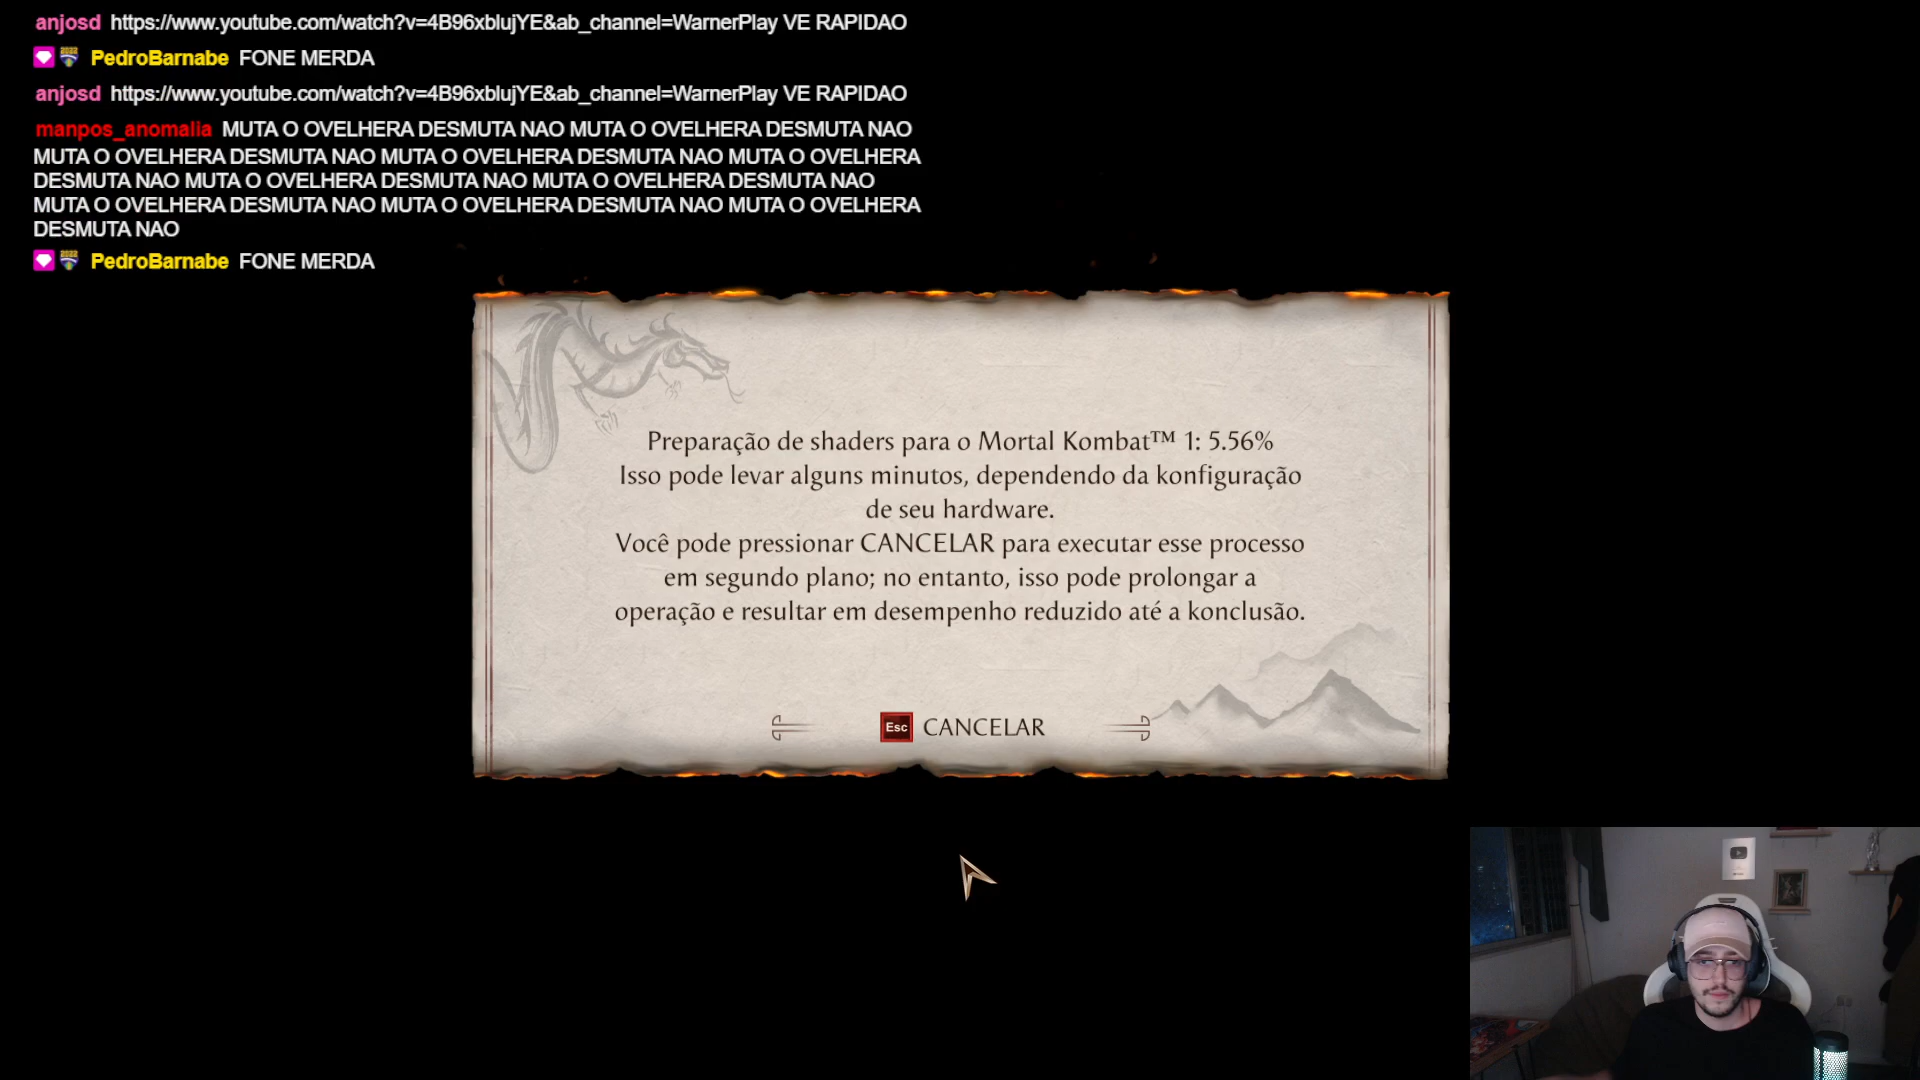 anjosd https://www.youtube.com/watch?v=4B96xblujYE&ab_channel=WarnerPlay VE RAPIDAO
PedroBarnabe FONE MERDA
anjosd https://www.youtube.com/watch?v=4B96xblujYE&ab_channel=WarnerPlay VE RAPIDAO
manpos_anomalia MUTA O OVELHERA DESMUTA NAO MUTA O OVELHERA DESMUTA NAO
MUTA O OVELHERA DESMUTA NAO MUTA O OVELHERA DESMUTA NAO MUTA O OVELHERA
DESMUTA NAO MUTA O OVELHERA DESMUTA NAO MUTA O OVELHERA DESMUTA NAO
MUTA O OVELHERA DESMUTA NAO MUTA O OVELHERA DESMUTA NAO MUTA O OVELHERA
DESMUTA NAO
PedroBarnabe FONE MERDA
Preparação de shaders para o Mortal Kombat™ 1: 5.56%
Isso pode levar alguns minutos, dependendo da konfiguração
de seu hardware.
Você pode pressionar CANCELAR para executar esse processo
em segundo plano; no entanto, isso pode prolongar a
operação e resultar em desempenho reduzido até a konclusão.
Esc CANCELAR